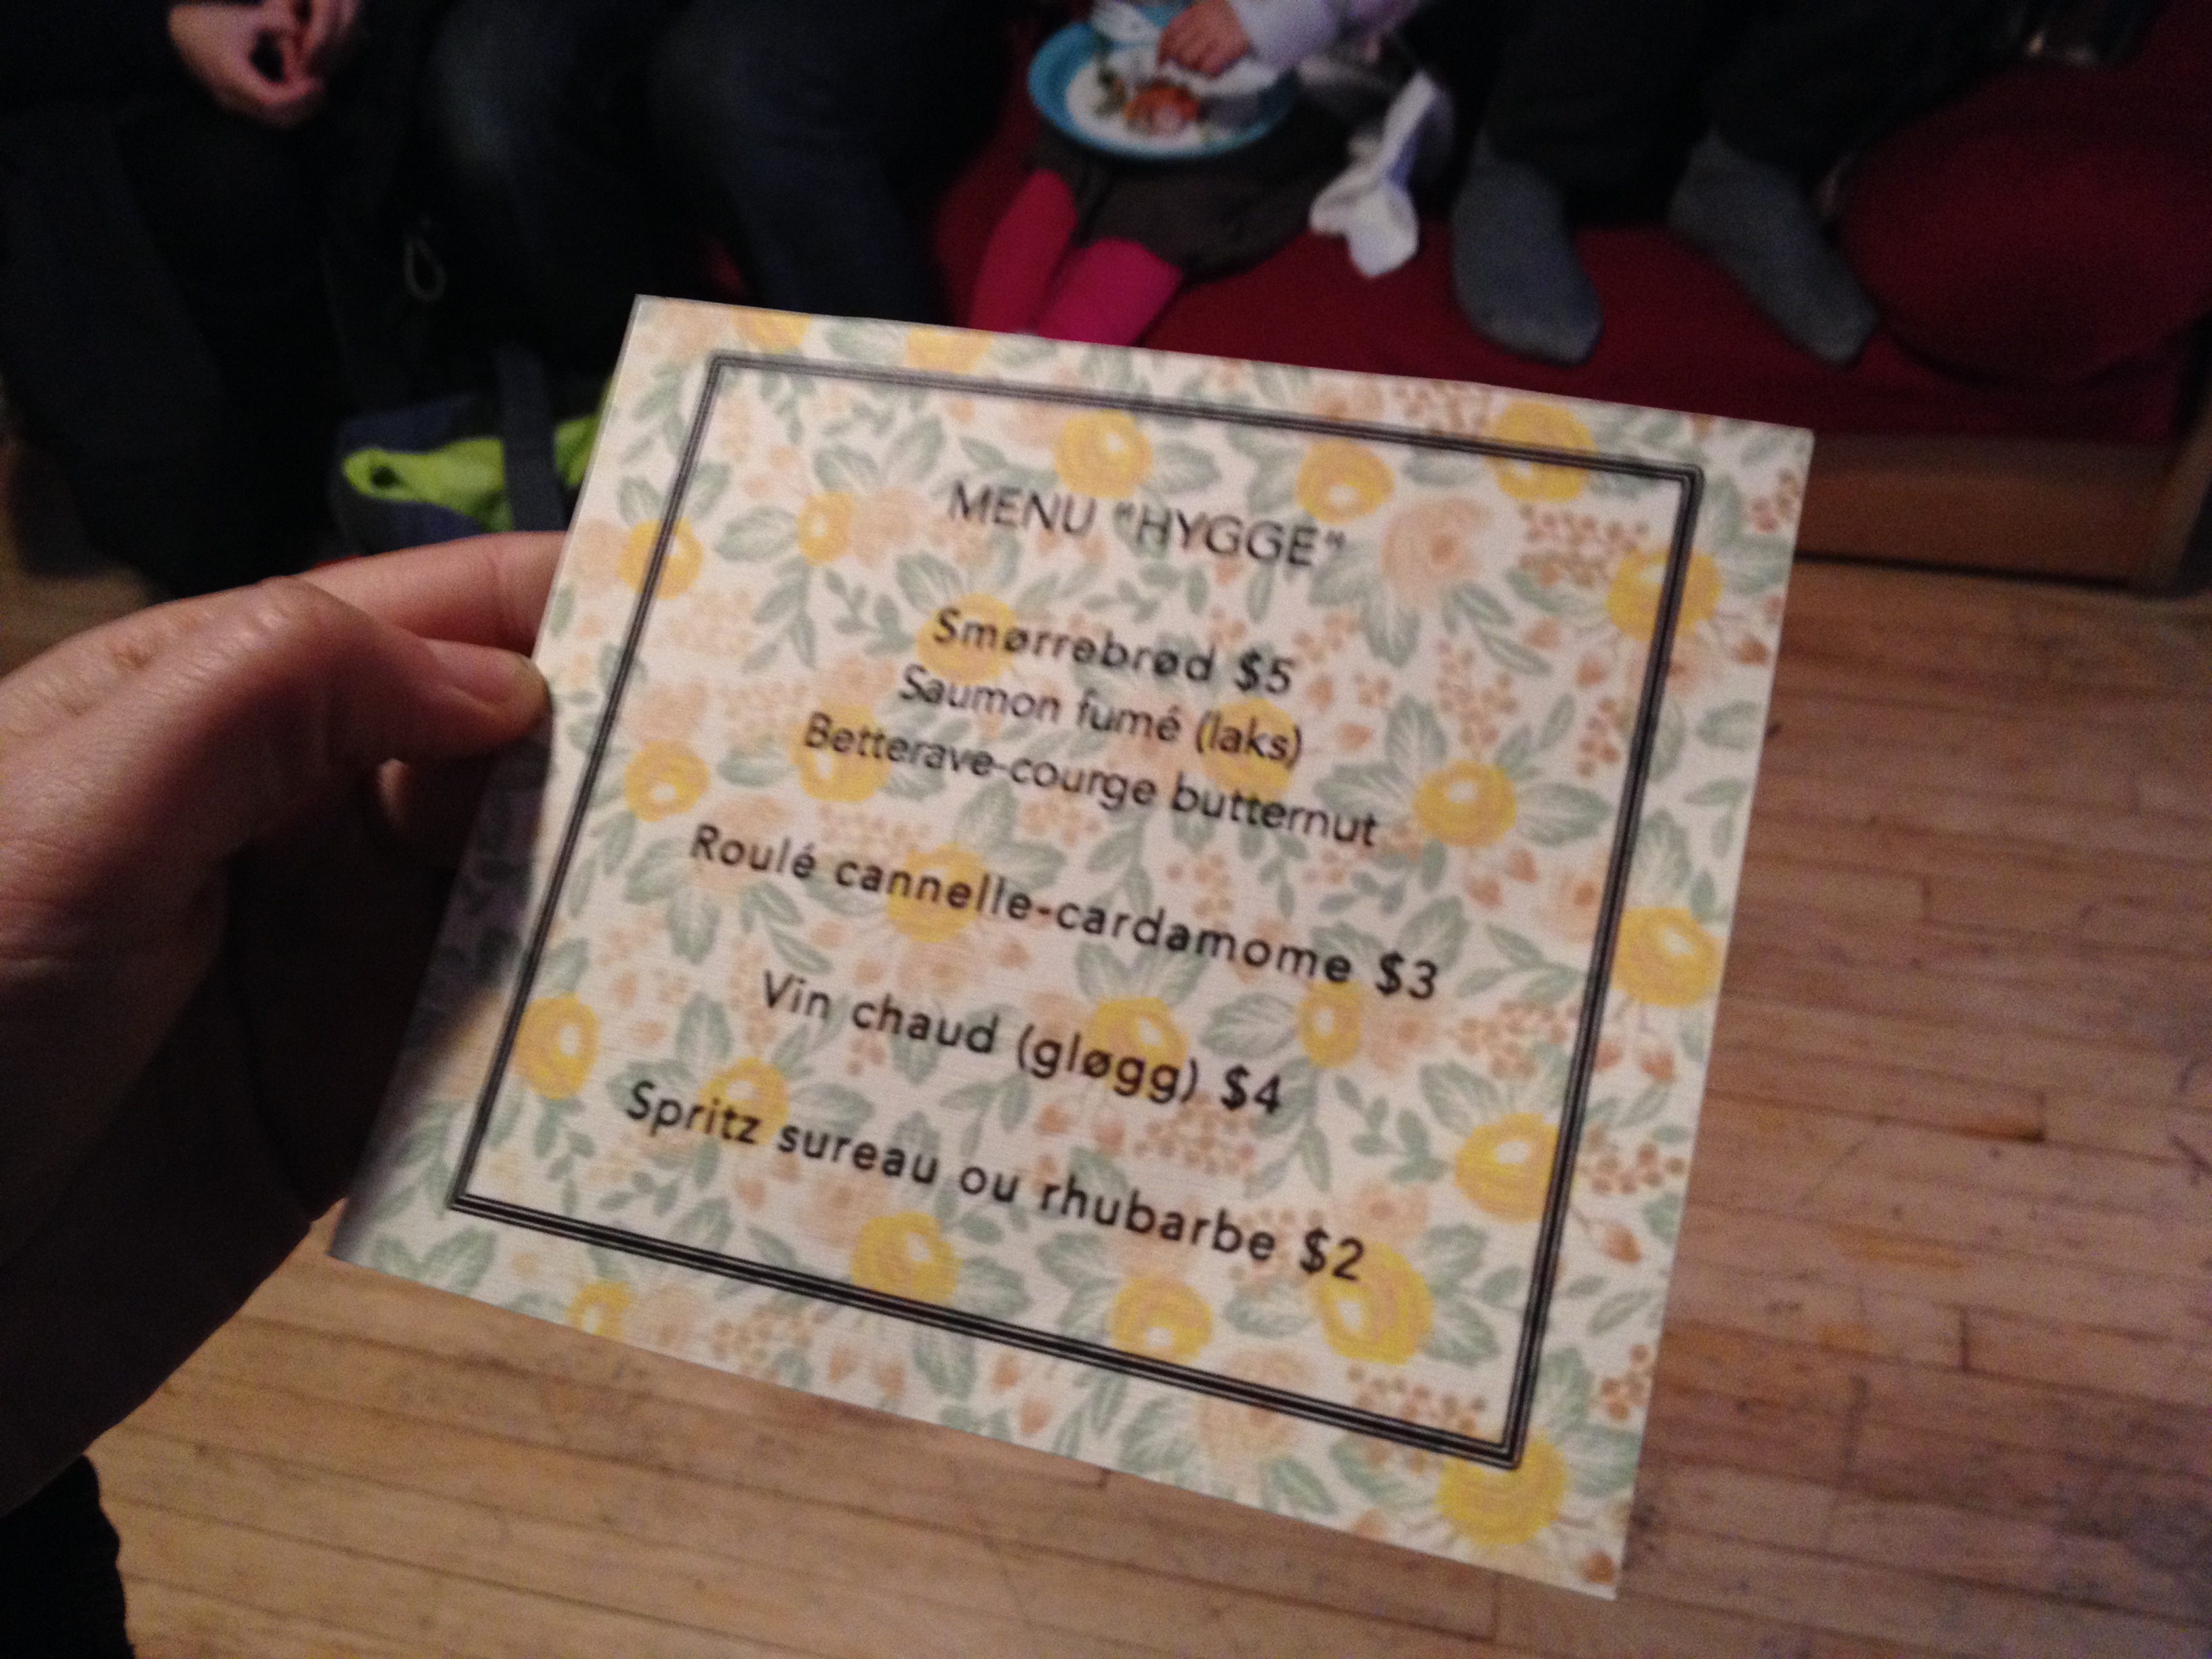 MENU "HYGGE"
Smørrebrød $5
Saumon fumé (laks)
Betterave-courge butternut
Roulé cannelle-cardamome $3
Vin chaud (gløgg) $4
Spritz sureau ou rhubarbe $2